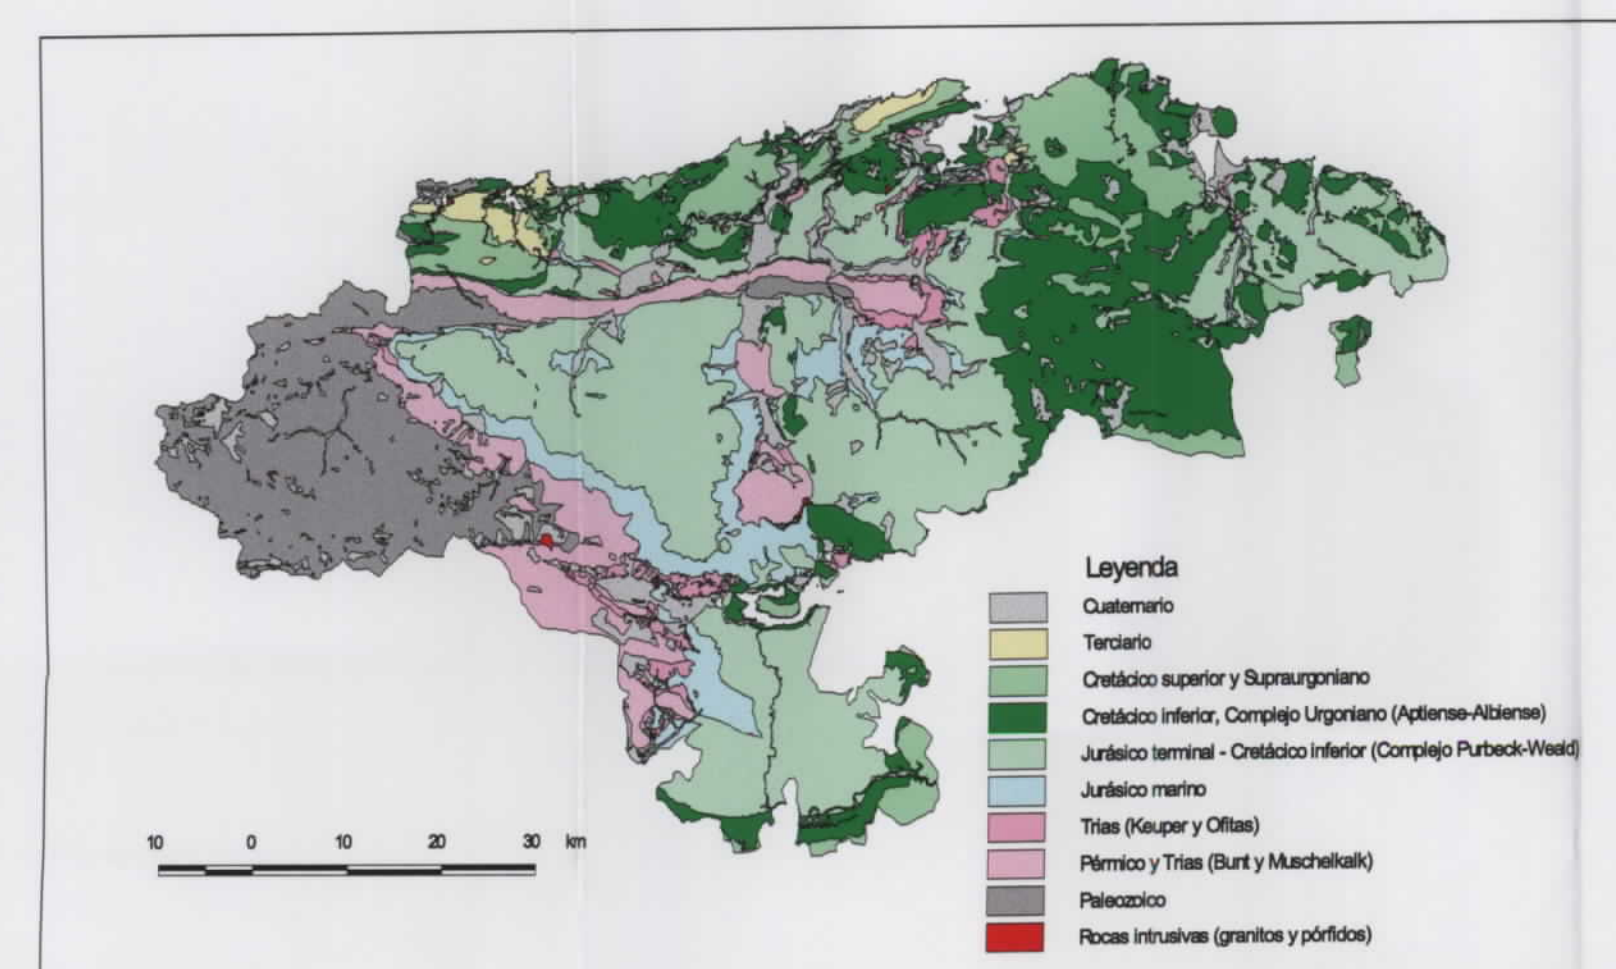 Leyenda
Cuaternario
Terciario
Cretácico superior y Supraurgoniano
Cretácico inferior, Complejo Urgoniano (Aptiense-Albiense)
Jurásico terminal - Cretácico inferior (Complejo Purbeck-Weald)
Jurásico marino
Trias (Keuper y Ofitas)
Pérmico y Trias (Bunt y Muschelkalk)
Paleozoico
Rocas intrusivas (granitos y pórfidos)
10 0 10 20 30 km